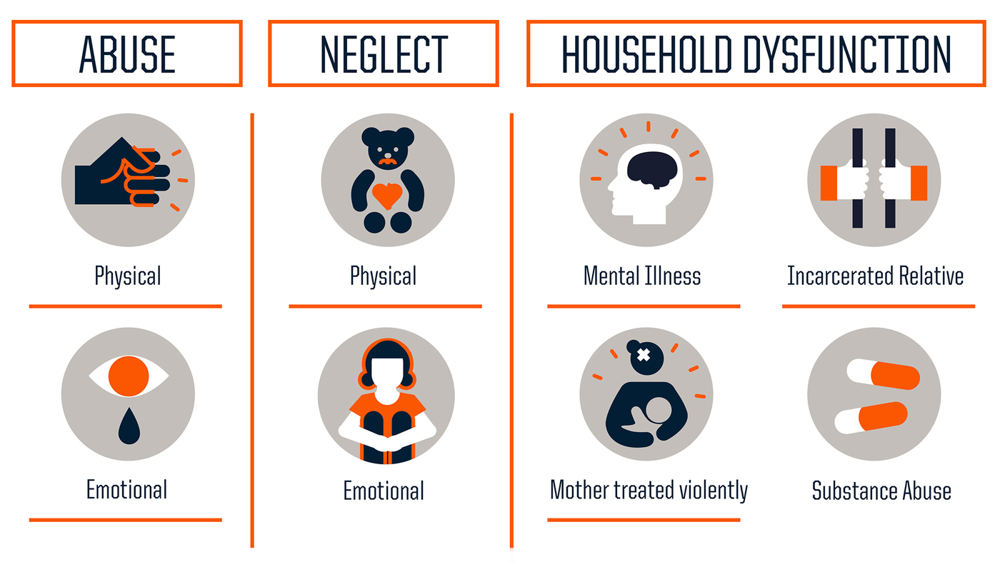 ABUSE
NEGLECT
HOUSEHOLD DYSFUNCTION
Physical
Physical
Mental Illness
Incarcerated Relative
Emotional
Emotional
Mother treated violently
Substance Abuse